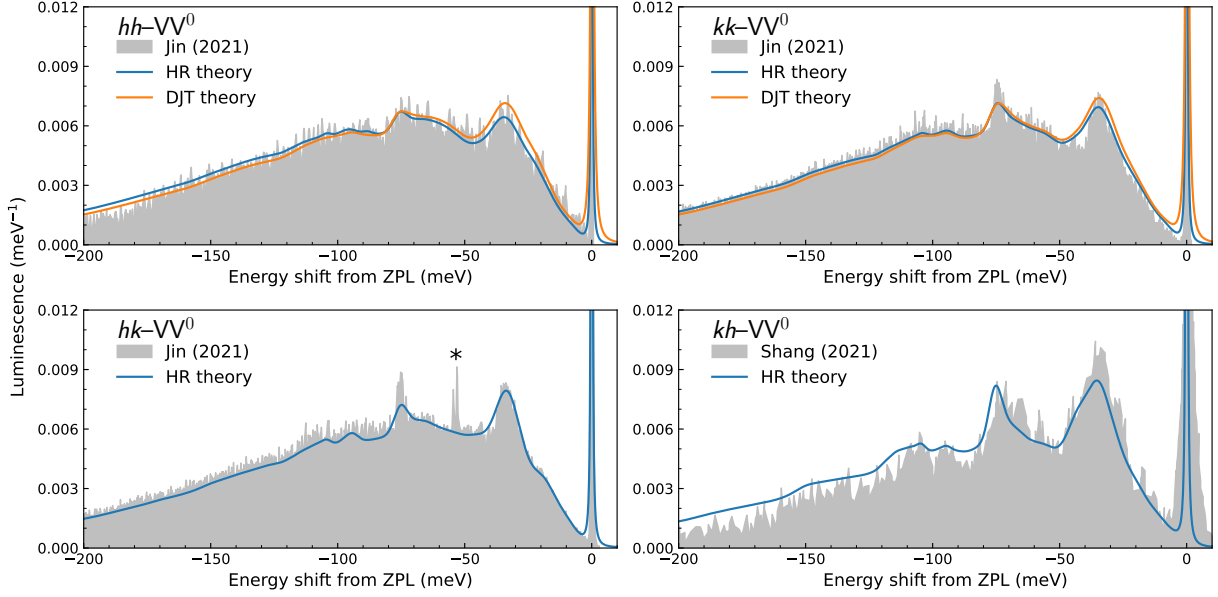 hh–VV⁰
Jin (2021)
HR theory
DJT theory
0.012
0.009
0.006
0.003
0.000
−200
−150
−100
−50
0
Energy shift from ZPL (meV)
kk–VV⁰
Jin (2021)
HR theory
DJT theory
0.012
0.009
0.006
0.003
0.000
−200
−150
−100
−50
0
Energy shift from ZPL (meV)
Luminescence (meV⁻¹)
hk–VV⁰
Jin (2021)
HR theory
*
0.012
0.009
0.006
0.003
0.000
−200
−150
−100
−50
0
Energy shift from ZPL (meV)
kh–VV⁰
Shang (2021)
HR theory
0.012
0.009
0.006
0.003
0.000
−200
−150
−100
−50
0
Energy shift from ZPL (meV)